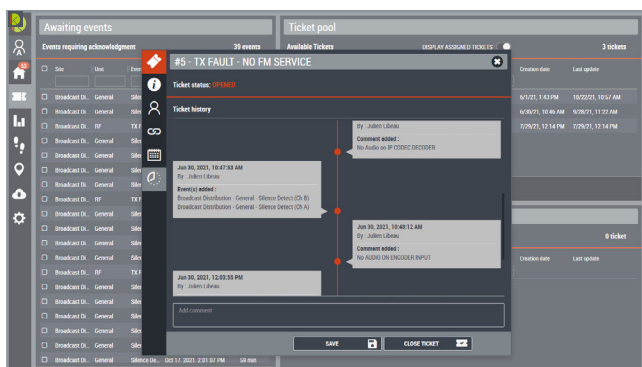 Awaiting events
Ticket pool
Events requiring acknowledgment
39 events
Available Tickets
DISPLAY ASSIGNED TICKETS
3 tickets
53
Site
Unit
Creation date
Last update
#5 - TX FAULT - NO FM SERVICE
Ticket status: OPENED
Ticket history
By : Julien Libeau
Comment added :
No Audio on IP CODEC DECODER
Jun 30, 2021, 10:47:53 AM
By : Julien Libeau
Event(s) added :
Broadcast Distribution - General - Silence Detect (Ch B)
Broadcast Distribution - General - Silence Detect (Ch A)
Jun 30, 2021, 10:48:12 AM
By : Julien Libeau
Comment added :
No AUDIO ON ENCODER INPUT
Jun 30, 2021, 12:03:55 PM
By : Julien Libeau
Add comment
SAVE
CLOSE TICKET
Broadcast Di... General Silen
Broadcast Di... RF TX F
Broadcast Di... General Silence De... Oct 17, 2021, 2:01:07 PM 59 min
6/1/21, 1:43 PM 10/22/21, 10:57 AM
6/30/21, 10:46 AM 9/28/21, 11:22 AM
7/29/21, 12:14 PM 7/29/21, 12:14 PM
0 ticket
Creation date
Last update